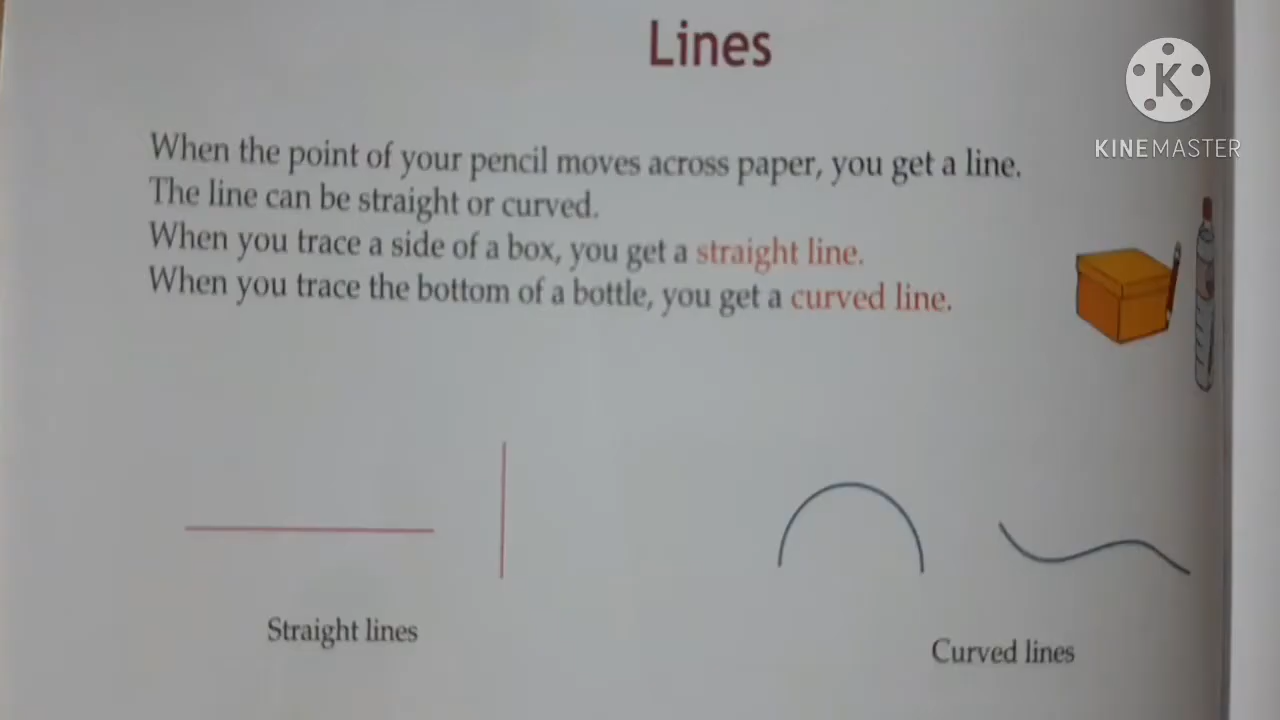 Lines
K
KINEMASTER
When the point of your pencil moves across paper, you get a line.
The line can be straight or curved.
When you trace a side of a box, you get a straight line.
When you trace the bottom of a bottle, you get a curved line.
Straight lines
Curved lines